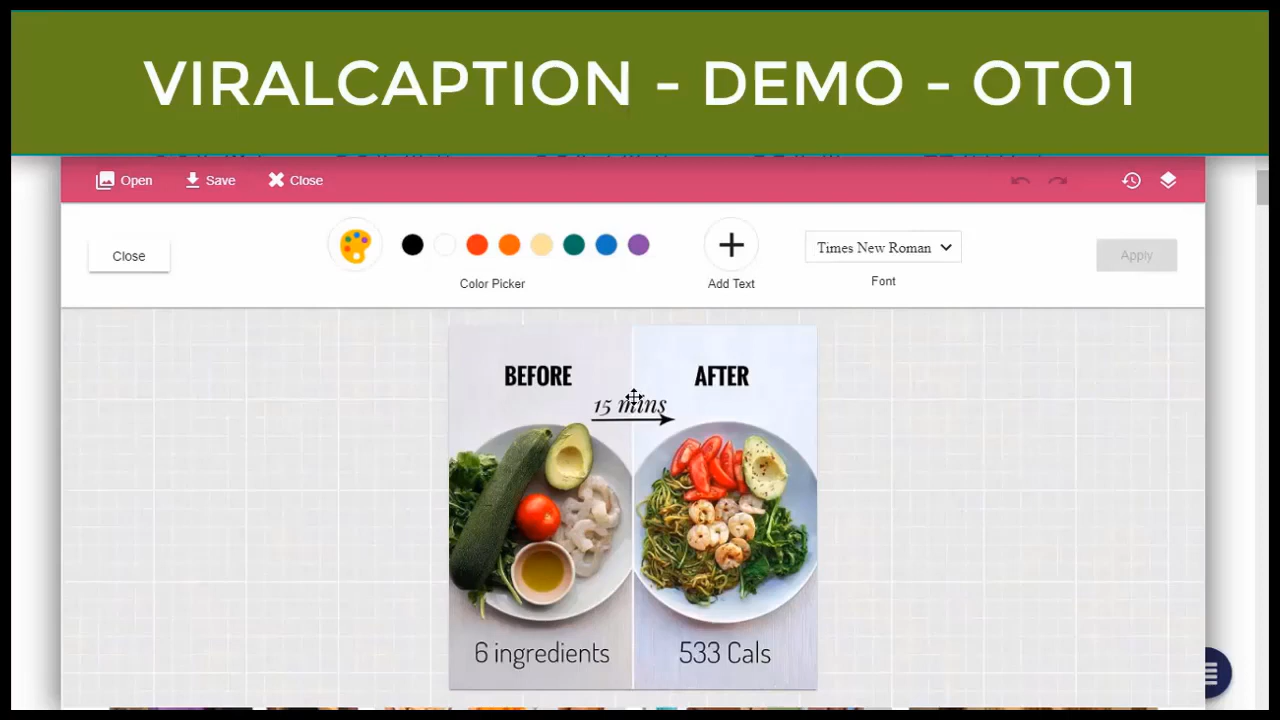 VIRALCAPTION - DEMO - OTO1
Open Save Close
Close
Color Picker
Add Text
Times New Roman
Font
Apply
BEFORE AFTER
15 mins
6 ingredients 533 Cals